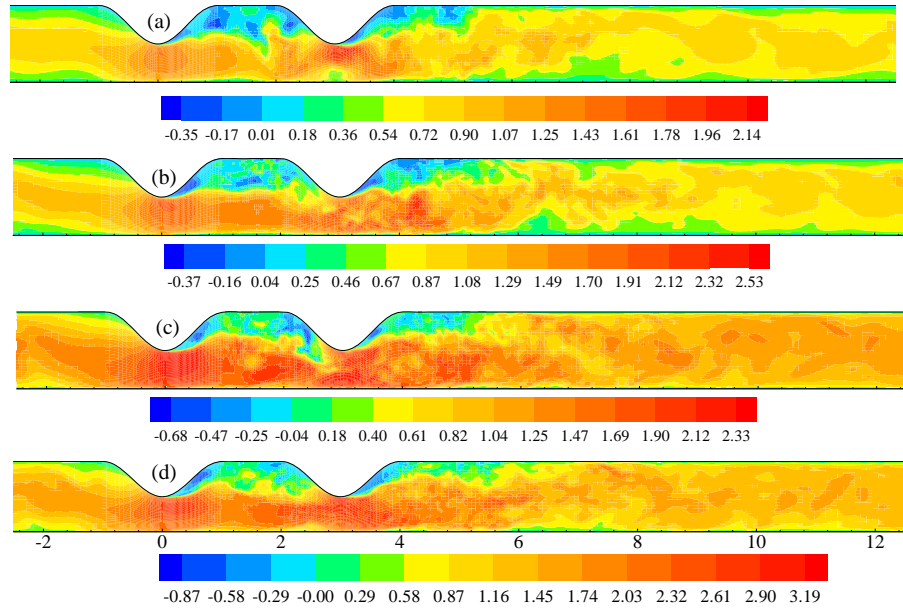 (a)
-0.35 -0.17 0.01 0.18 0.36 0.54 0.72 0.90 1.07 1.25 1.43 1.61 1.78 1.96 2.14
(b)
-0.37 -0.16 0.04 0.25 0.46 0.67 0.87 1.08 1.29 1.49 1.70 1.91 2.12 2.32 2.53
(c)
-0.68 -0.47 -0.25 -0.04 0.18 0.40 0.61 0.82 1.04 1.25 1.47 1.69 1.90 2.12 2.33
(d)
-2 0 2 4 6 8 10 12
-0.87 -0.58 -0.29 -0.00 0.29 0.58 0.87 1.16 1.45 1.74 2.03 2.32 2.61 2.90 3.19